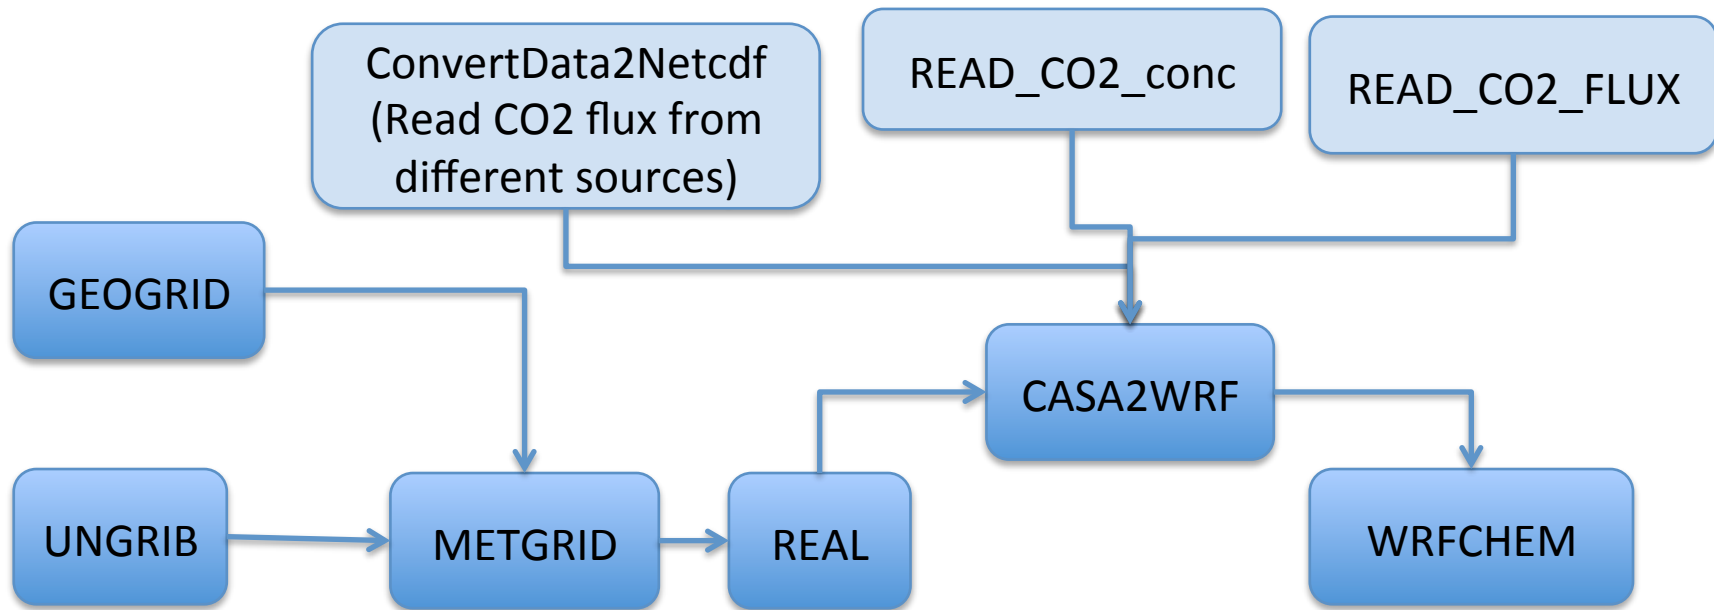 ConvertData2Netcdf
(Read CO2 flux from
different sources)
READ_CO2_conc
READ_CO2_FLUX
GEOGRID
CASA2WRF
UNGRIB
METGRID
REAL
WRFCHEM